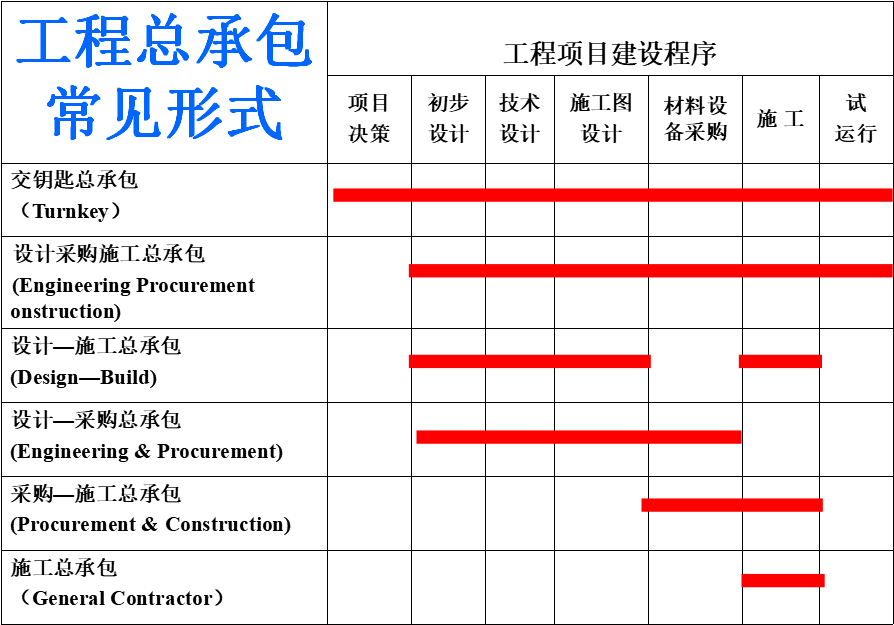 工程总承包
常见形式
工程项目建设程序
项目
决策
初步
设计
技术
设计
施工图
设计
材料设
备采购
施 工
试
运行
交钥匙总承包
（Turnkey）
设计采购施工总承包
(Engineering Procurement
onstruction)
设计—施工总承包
(Design—Build)
设计—采购总承包
(Engineering & Procurement)
采购—施工总承包
(Procurement & Construction)
施工总承包
（General Contractor）